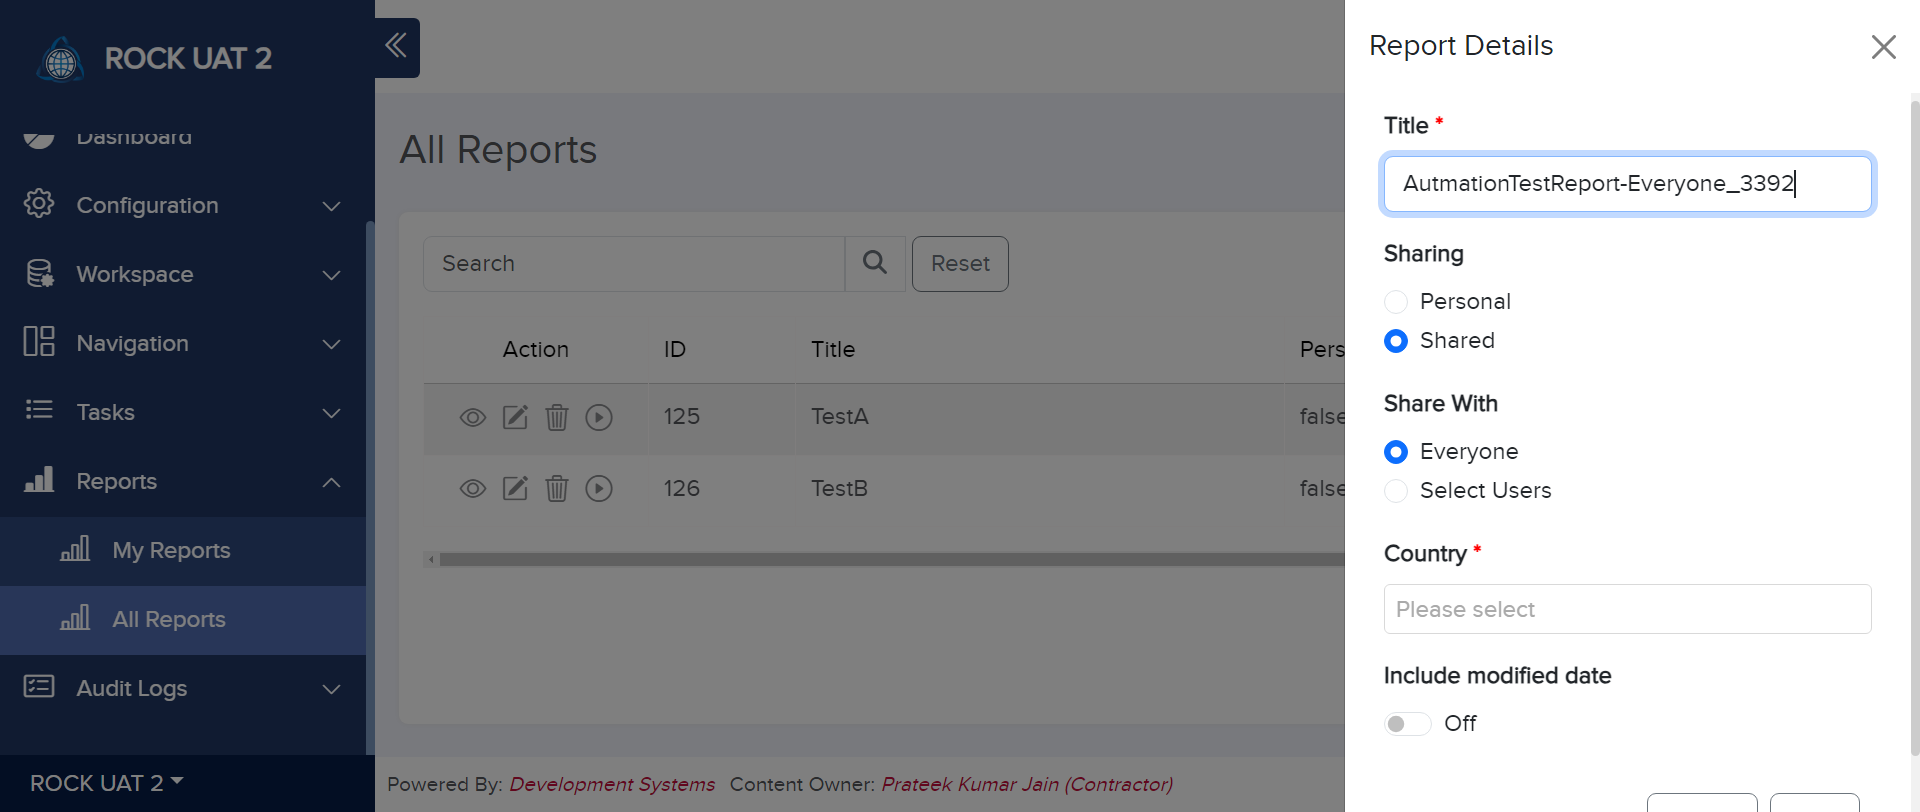 ROCK UAT 2
Dashboard
Configuration
Workspace
Navigation
Tasks
Reports
My Reports
All Reports
Audit Logs
ROCK UAT 2
All Reports
Search
Reset
Action ID Title Pers
125 TestA false
126 TestB false
Powered By: Development Systems Content Owner: Prateek Kumar Jain (Contractor)
Report Details
Title *
AutmationTestReport-Everyone_3392
Sharing
Personal
Shared
Share With
Everyone
Select Users
Country *
Please select
Include modified date
Off